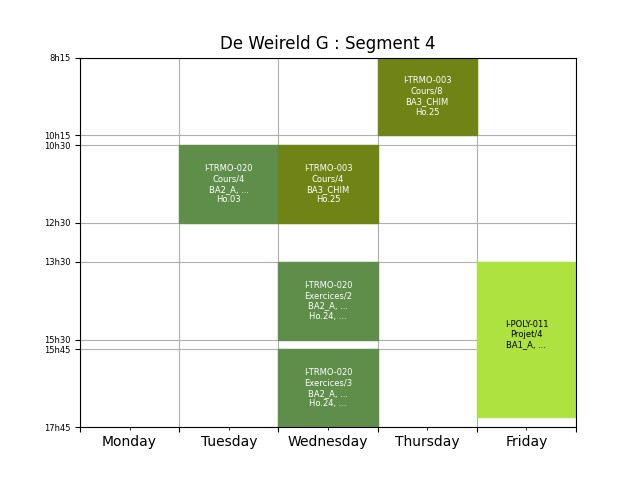 De Weireld G : Segment 4
8h15
I-TRMO-003
Cours/8
BA3_CHIM
Ho.25
10h15
10h30
I-TRMO-020
Cours/4
BA2_A, ...
Ho.03
I-TRMO-003
Cours/4
BA3_CHIM
Ho.25
12h30
13h30
I-TRMO-020
Exercices/2
BA2_A, ...
Ho.24, ...
I-POLY-011
Projet/4
BA1_A, ...
15h30
15h45
I-TRMO-020
Exercices/3
BA2_A, ...
Ho.24, ...
17h45
Monday Tuesday Wednesday Thursday Friday